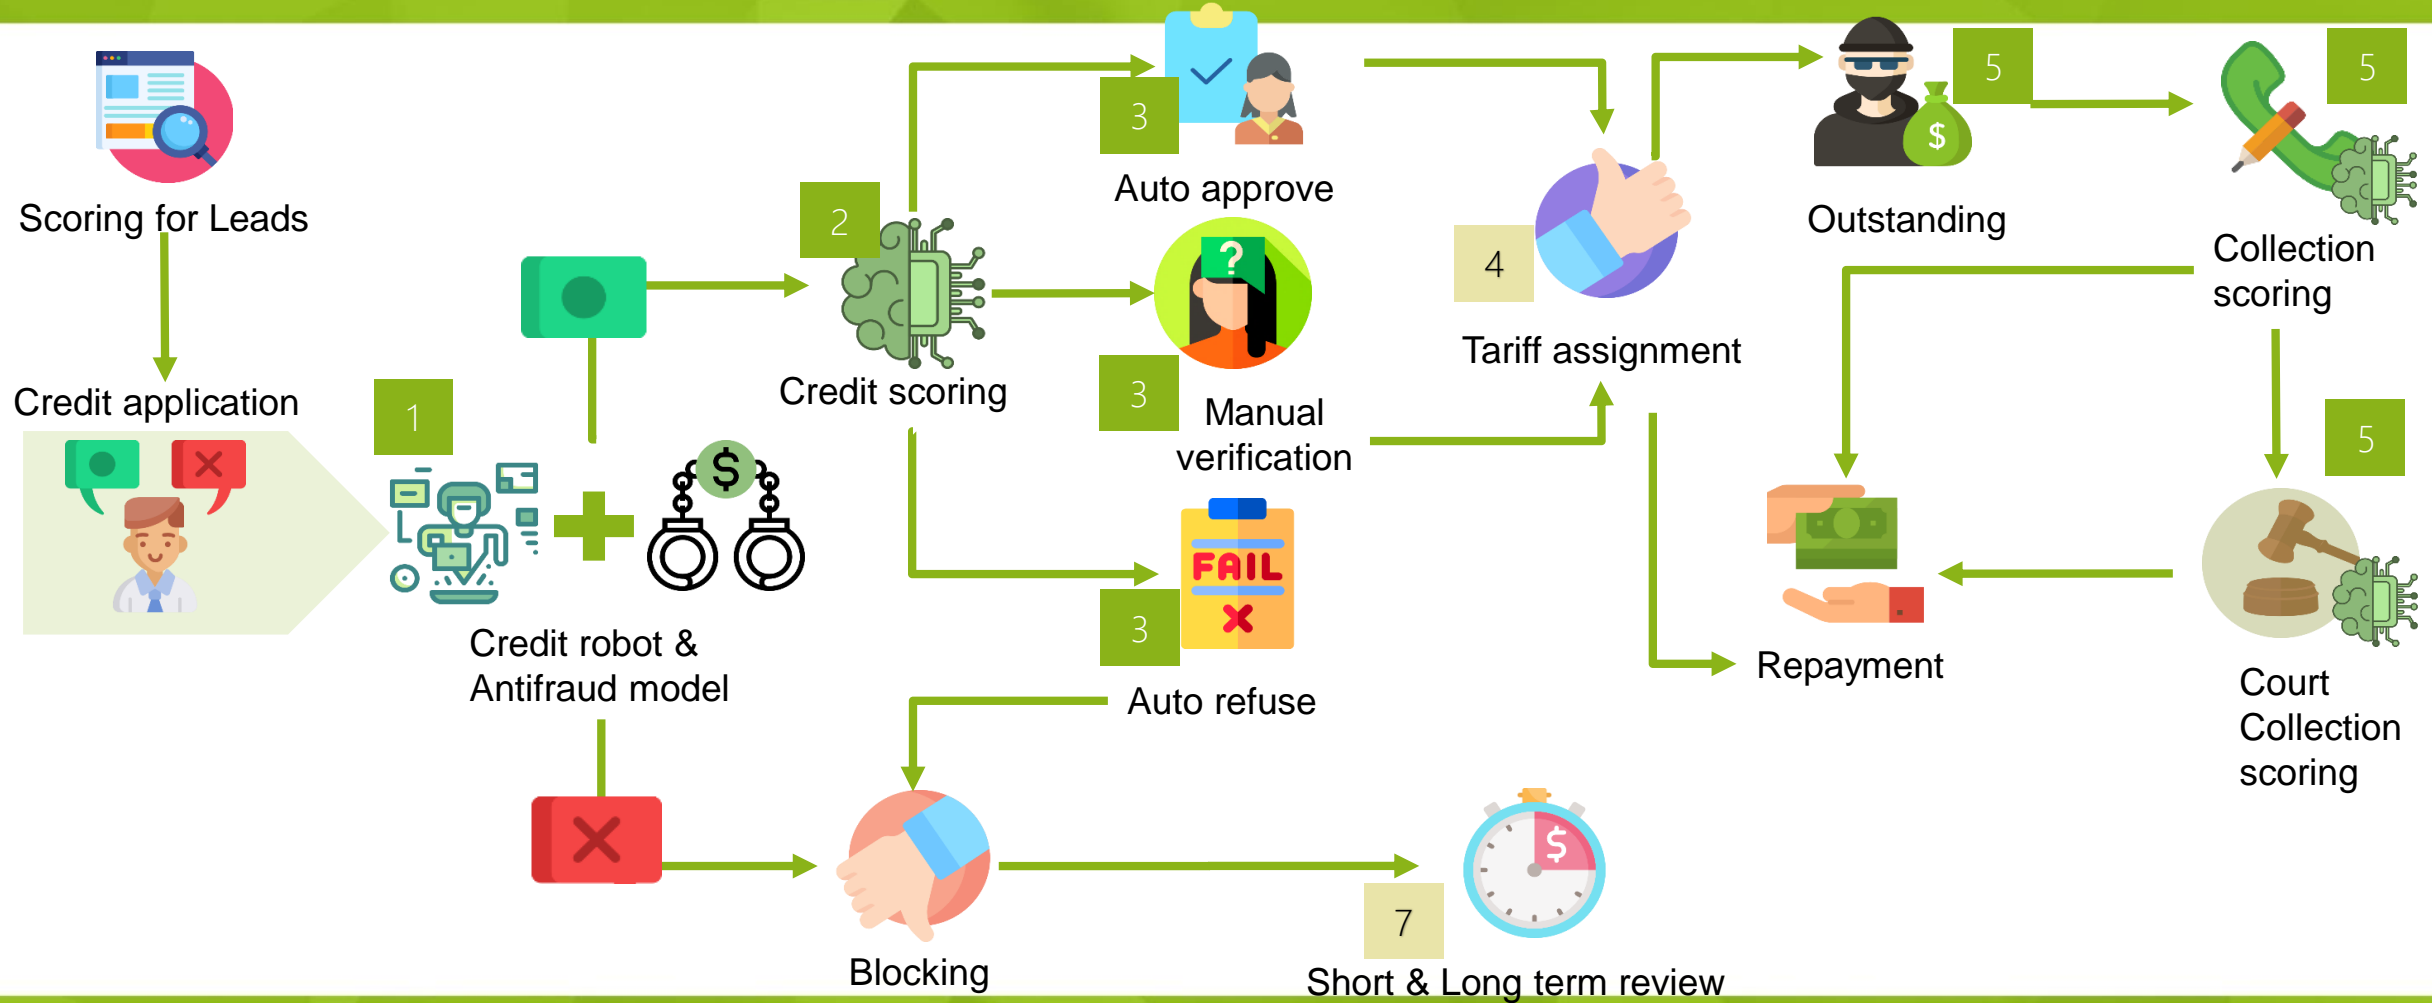 Scoring for Leads
Credit application
1
Credit robot &
Antifraud model
2
Credit scoring
3
Auto approve
?
3
Manual
verification
FAIL
3
Auto refuse
Blocking
4
Tariff assignment
$
7
Short & Long term review
$
5
Outstanding
5
Collection
scoring
5
Court
Collection
scoring
Repayment
$